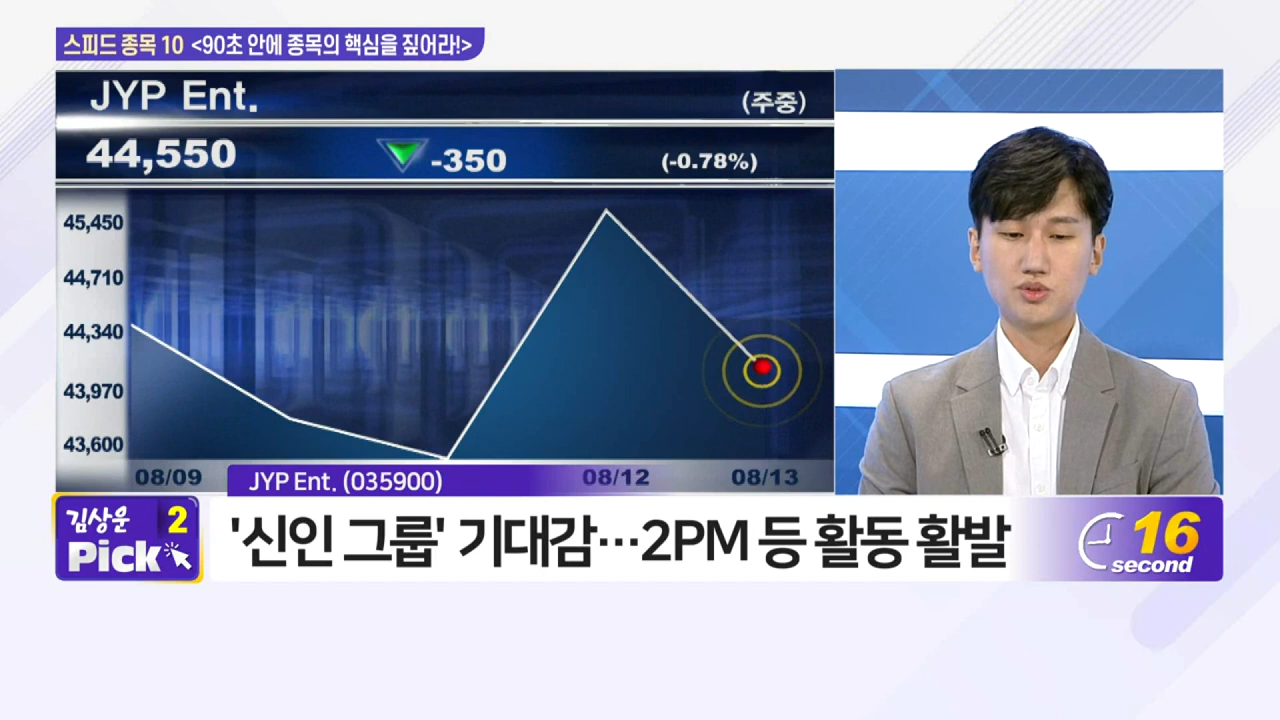 스피드 종목 10 <90초 안에 종목의 핵심을 짚어라!>
JYP Ent.
(주중)
44,550
-350
(-0.78%)
45,450
44,710
44,340
43,970
43,600
08/09
08/12
08/13
JYP Ent. (035900)
김상운 2
Pick
'신인 그룹' 기대감…2PM 등 활동 활발
16
second